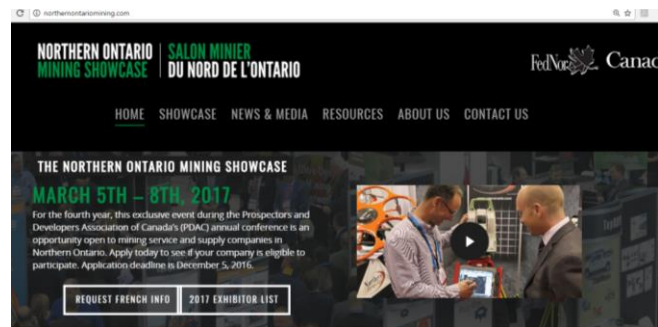 northernontariomining.com
NORTHERN ONTARIO
MINING SHOWCASE
SALON MINIER
DU NORD DE L'ONTARIO
FedNor
Canad
HOME SHOWCASE NEWS & MEDIA RESOURCES ABOUT US CONTACT US
THE NORTHERN ONTARIO MINING SHOWCASE
MARCH 5TH – 8TH, 2017
For the fourth year, this exclusive event during the Prospectors and
Developers Association of Canada's (PDAC) annual conference is an
opportunity open to mining service and supply companies in
Northern Ontario. Apply today to see if your company is eligible to
participate. Application deadline is December 5, 2016.
REQUEST FRENCH INFO
2017 EXHIBITOR LIST